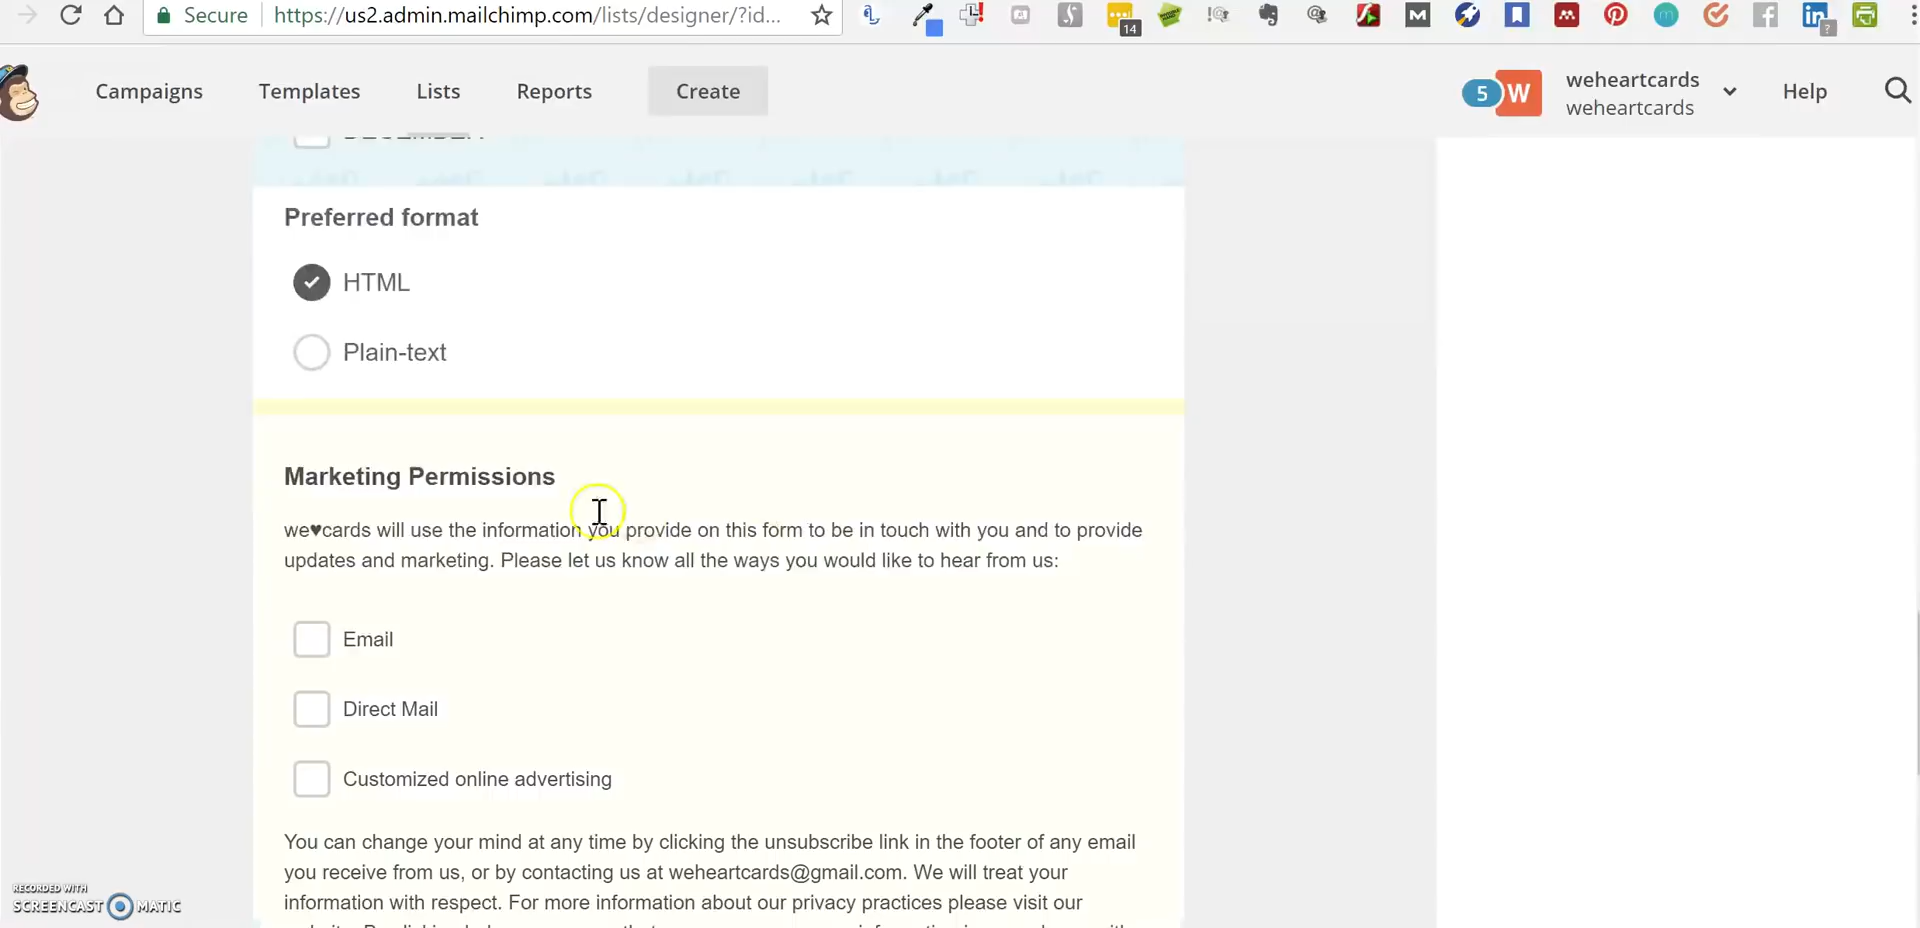 Secure https://us2.admin.mailchimp.com/lists/designer/?id...
14
Campaigns Templates Lists Reports Create 5 W weheartcards Help
weheartcards
DECEMBER
Preferred format
HTML
Plain-text
Marketing Permissions
we♥cards will use the information you provide on this form to be in touch with you and to provide
updates and marketing. Please let us know all the ways you would like to hear from us:
Email
Direct Mail
Customized online advertising
You can change your mind at any time by clicking the unsubscribe link in the footer of any email
you receive from us, or by contacting us at weheartcards@gmail.com. We will treat your
information with respect. For more information about our privacy practices please visit our
RECORDED WITH
SCREENCAST MATIC